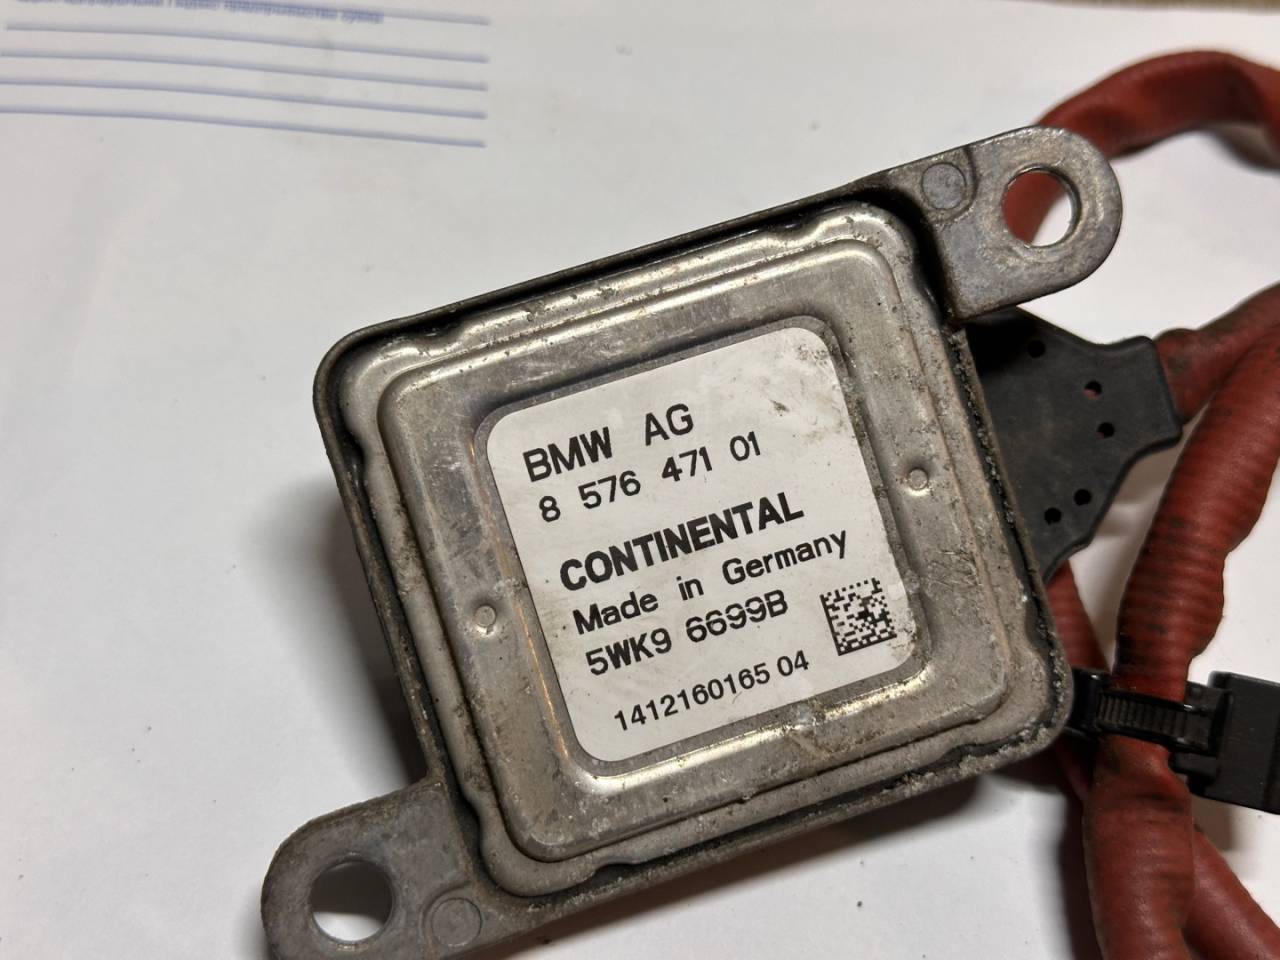 BMW AG
8 576 471 01
CONTINENTAL
Made in Germany
5WK9 6699B
1412160165 04